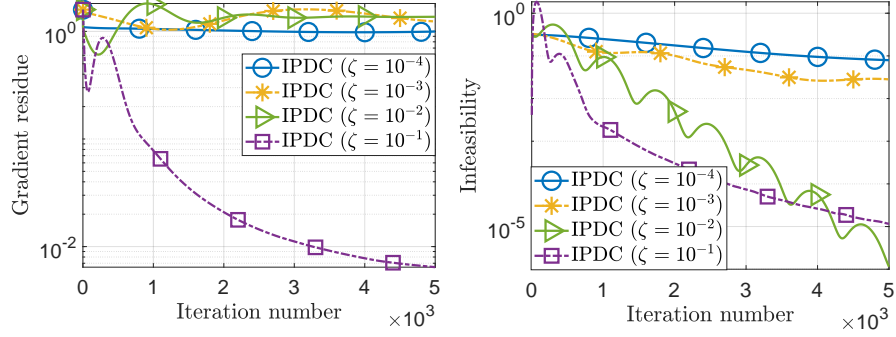 Gradient residue
10^0
10^-2
IPDC (ζ = 10^-4)
IPDC (ζ = 10^-3)
IPDC (ζ = 10^-2)
IPDC (ζ = 10^-1)
0 1 2 3 4 5
Iteration number
×10^3
Infeasibility
10^0
10^-5
IPDC (ζ = 10^-4)
IPDC (ζ = 10^-3)
IPDC (ζ = 10^-2)
IPDC (ζ = 10^-1)
0 1 2 3 4 5
Iteration number
×10^3